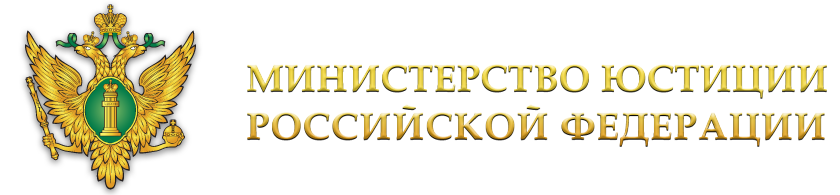 МИНИСТЕРСТВО ЮСТИЦИИ
РОССИЙСКОЙ ФЕДЕРАЦИИ